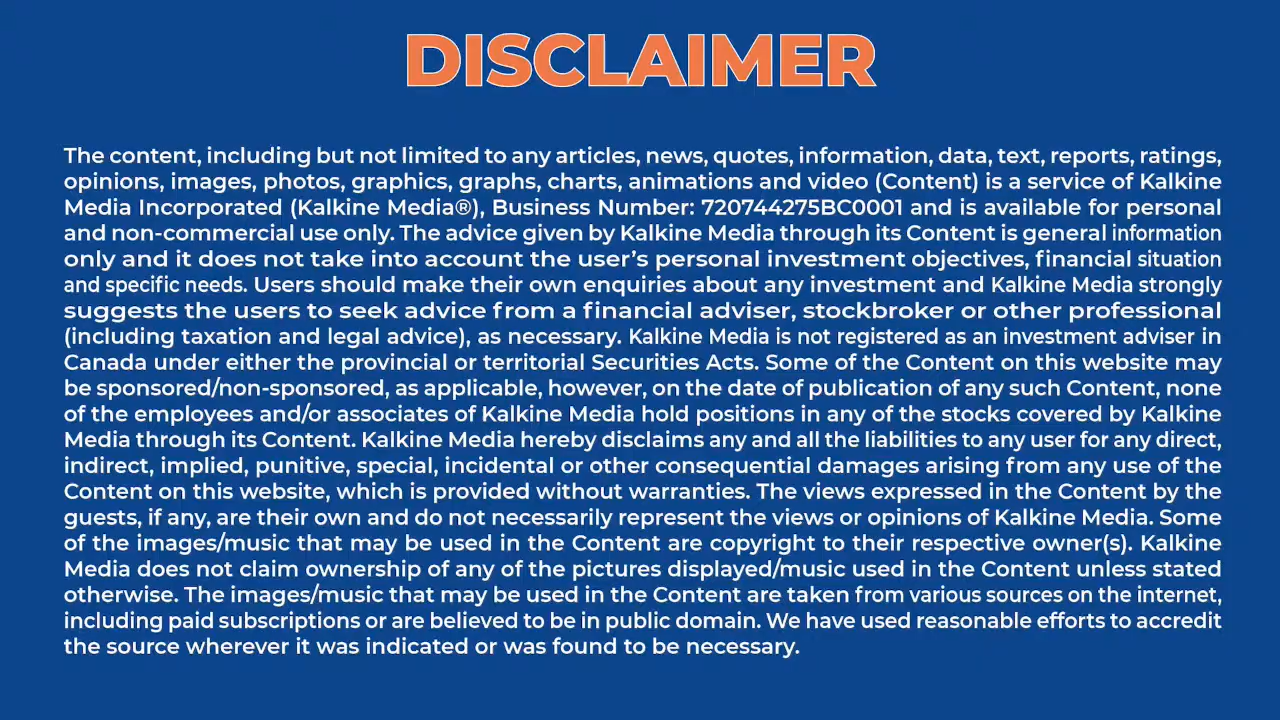 DISCLAIMER
The content, including but not limited to any articles, news, quotes, information, data, text, reports, ratings,
opinions, images, photos, graphics, graphs, charts, animations and video (Content) is a service of Kalkine
Media Incorporated (Kalkine Media®), Business Number: 720744275BC0001 and is available for personal
and non-commercial use only. The advice given by Kalkine Media through its Content is general information
only and it does not take into account the user’s personal investment objectives, financial situation
and specific needs. Users should make their own enquiries about any investment and Kalkine Media strongly
suggests the users to seek advice from a financial adviser, stockbroker or other professional
(including taxation and legal advice), as necessary. Kalkine Media is not registered as an investment adviser in
Canada under either the provincial or territorial Securities Acts. Some of the Content on this website may
be sponsored/non-sponsored, as applicable, however, on the date of publication of any such Content, none
of the employees and/or associates of Kalkine Media hold positions in any of the stocks covered by Kalkine
Media through its Content. Kalkine Media hereby disclaims any and all the liabilities to any user for any direct,
indirect, implied, punitive, special, incidental or other consequential damages arising from any use of the
Content on this website, which is provided without warranties. The views expressed in the Content by the
guests, if any, are their own and do not necessarily represent the views or opinions of Kalkine Media. Some
of the images/music that may be used in the Content are copyright to their respective owner(s). Kalkine
Media does not claim ownership of any of the pictures displayed/music used in the Content unless stated
otherwise. The images/music that may be used in the Content are taken from various sources on the internet,
including paid subscriptions or are believed to be in public domain. We have used reasonable efforts to accredit
the source wherever it was indicated or was found to be necessary.